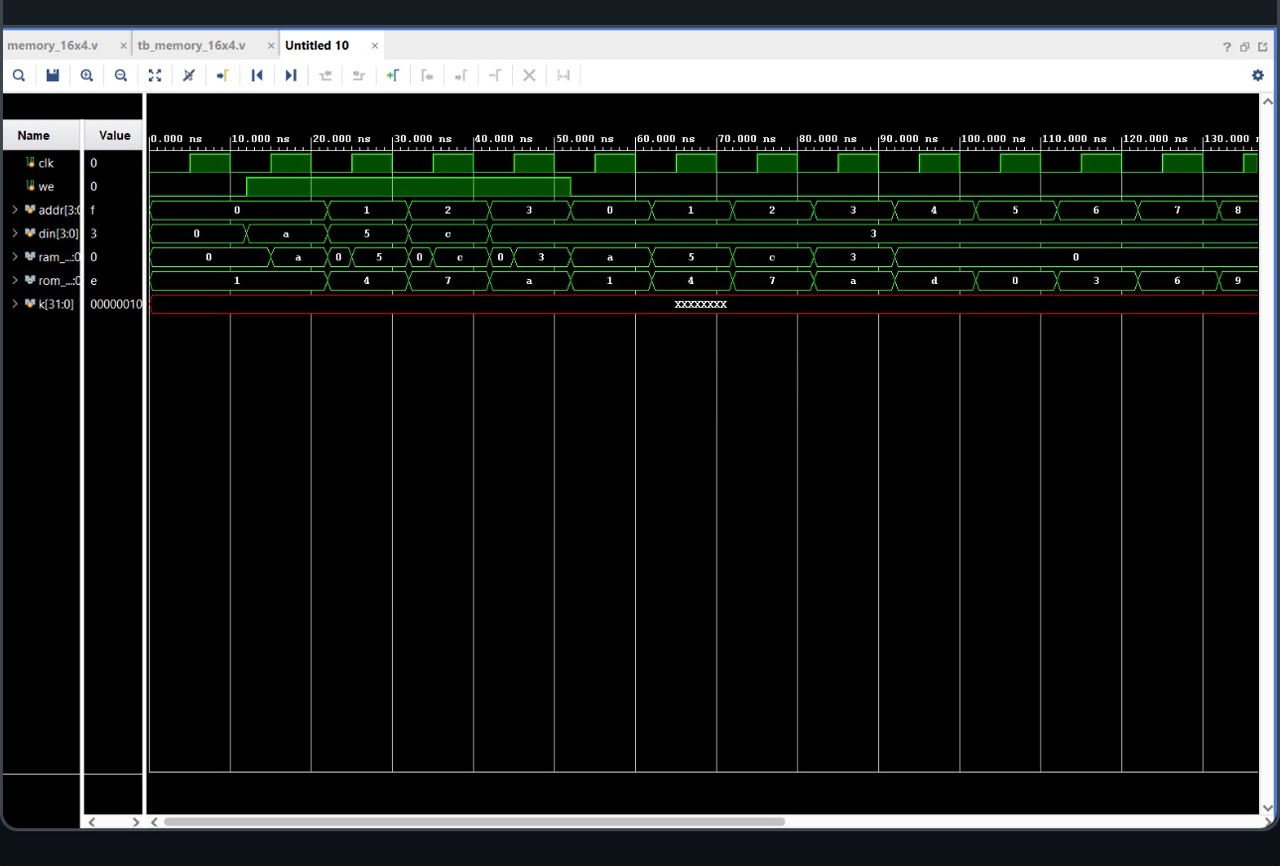 memory_16x4.v × tb_memory_16x4.v × Untitled 10 × ?
Name Value 0.000 ns 10.000 ns 20.000 ns 30.000 ns 40.000 ns 50.000 ns 60.000 ns 70.000 ns 80.000 ns 90.000 ns 100.000 ns 110.000 ns 120.000 ns 130.000
clk 0
we 0
addr[3:0 f 0 1 2 3 0 1 2 3 4 5 6 7 8
din[3:0] 3 0 a 5 c 3
ram_...:0 0 0 a 0 5 0 c 0 3 a 5 c 3 0
rom_...:0 e 1 4 7 a 1 4 7 a d 0 3 6 9
k[31:0] 00000010 XXXXXXXX